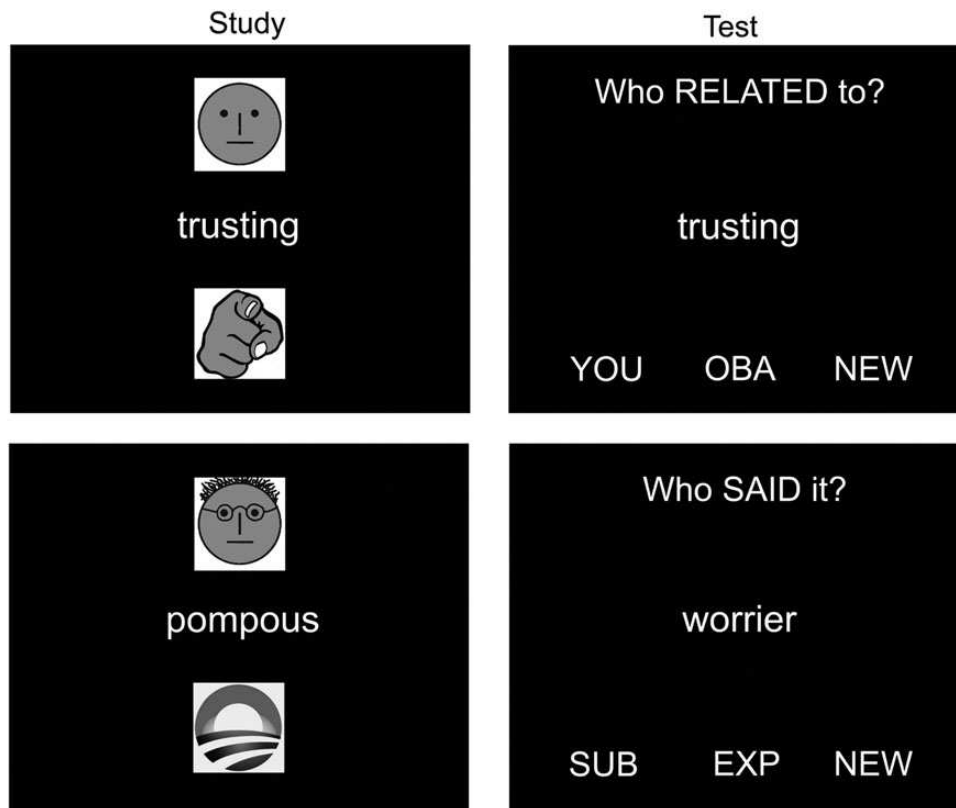 Study
Test
trusting
Who RELATED to?
trusting
YOU OBA NEW
pompous
Who SAID it?
worrier
SUB EXP NEW